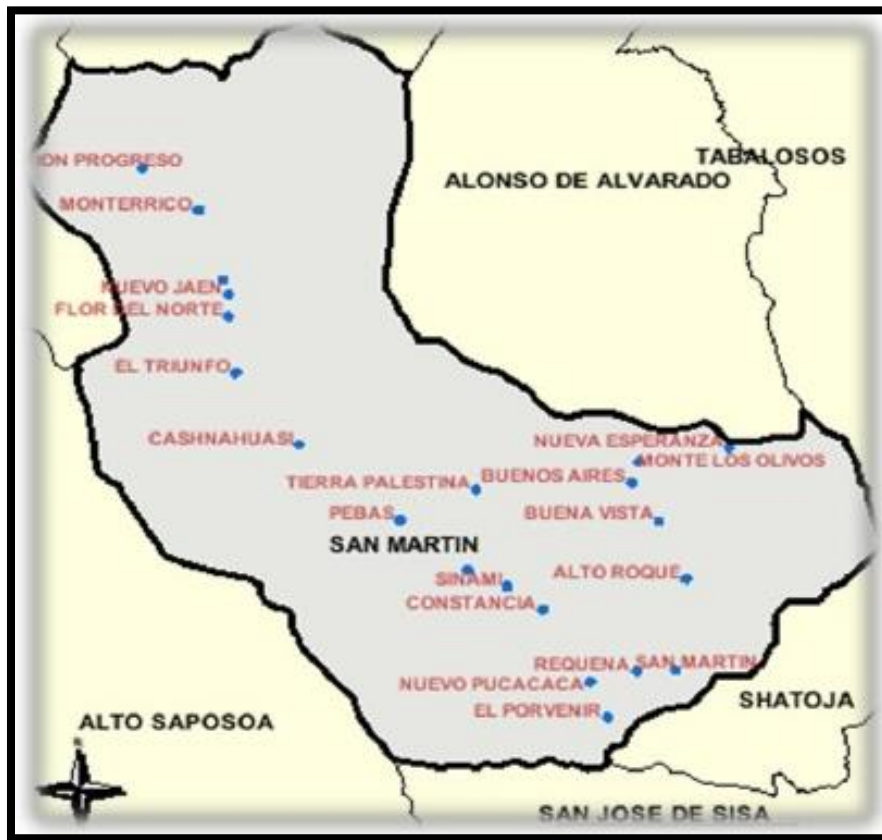 ION PROGRESO
TABALOSOS
ALONSO DE ALVARADO
MONTERRICO
NUEVO JAEN
FLOR DEL NORTE
EL TRIUNFO
CASHNAHUASI
NUEVA ESPERANZA
MONTE LOS OLIVOS
TIERRA PALESTINA
BUENOS AIRES
PEBAS
BUENA VISTA
SAN MARTIN
SINAMI
ALTO ROQUE
CONSTANCIA
REQUENA
SAN MARTIN
NUEVO PUCACACA
SHATOJA
EL PORVENIR
ALTO SAPOSOA
SAN JOSE DE SISA